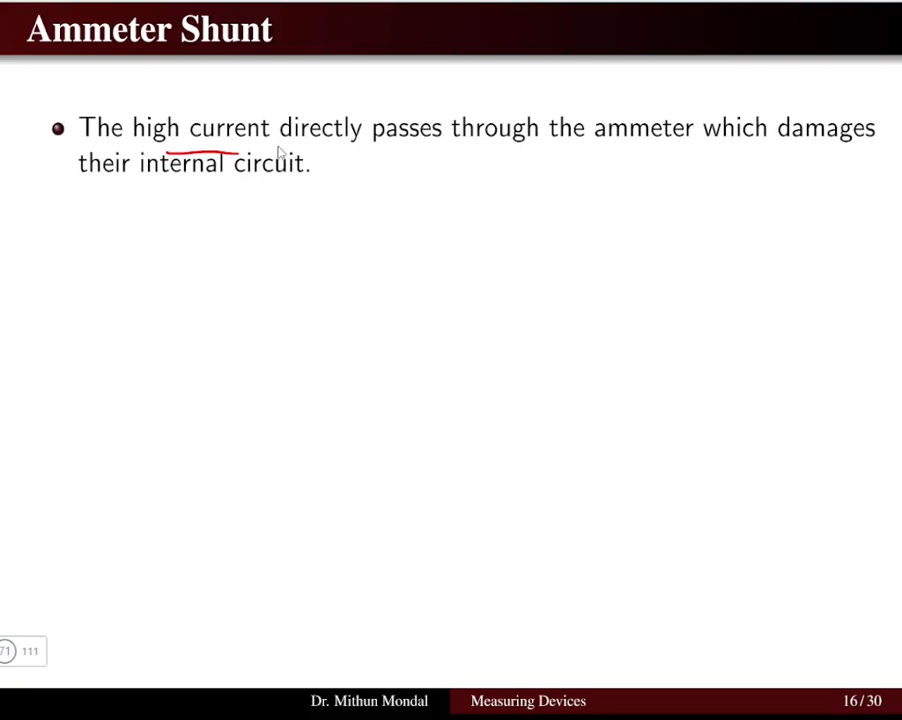 Ammeter Shunt
The high current directly passes through the ammeter which damages
their internal circuit.
71 111
Dr. Mithun Mondal Measuring Devices 16/30